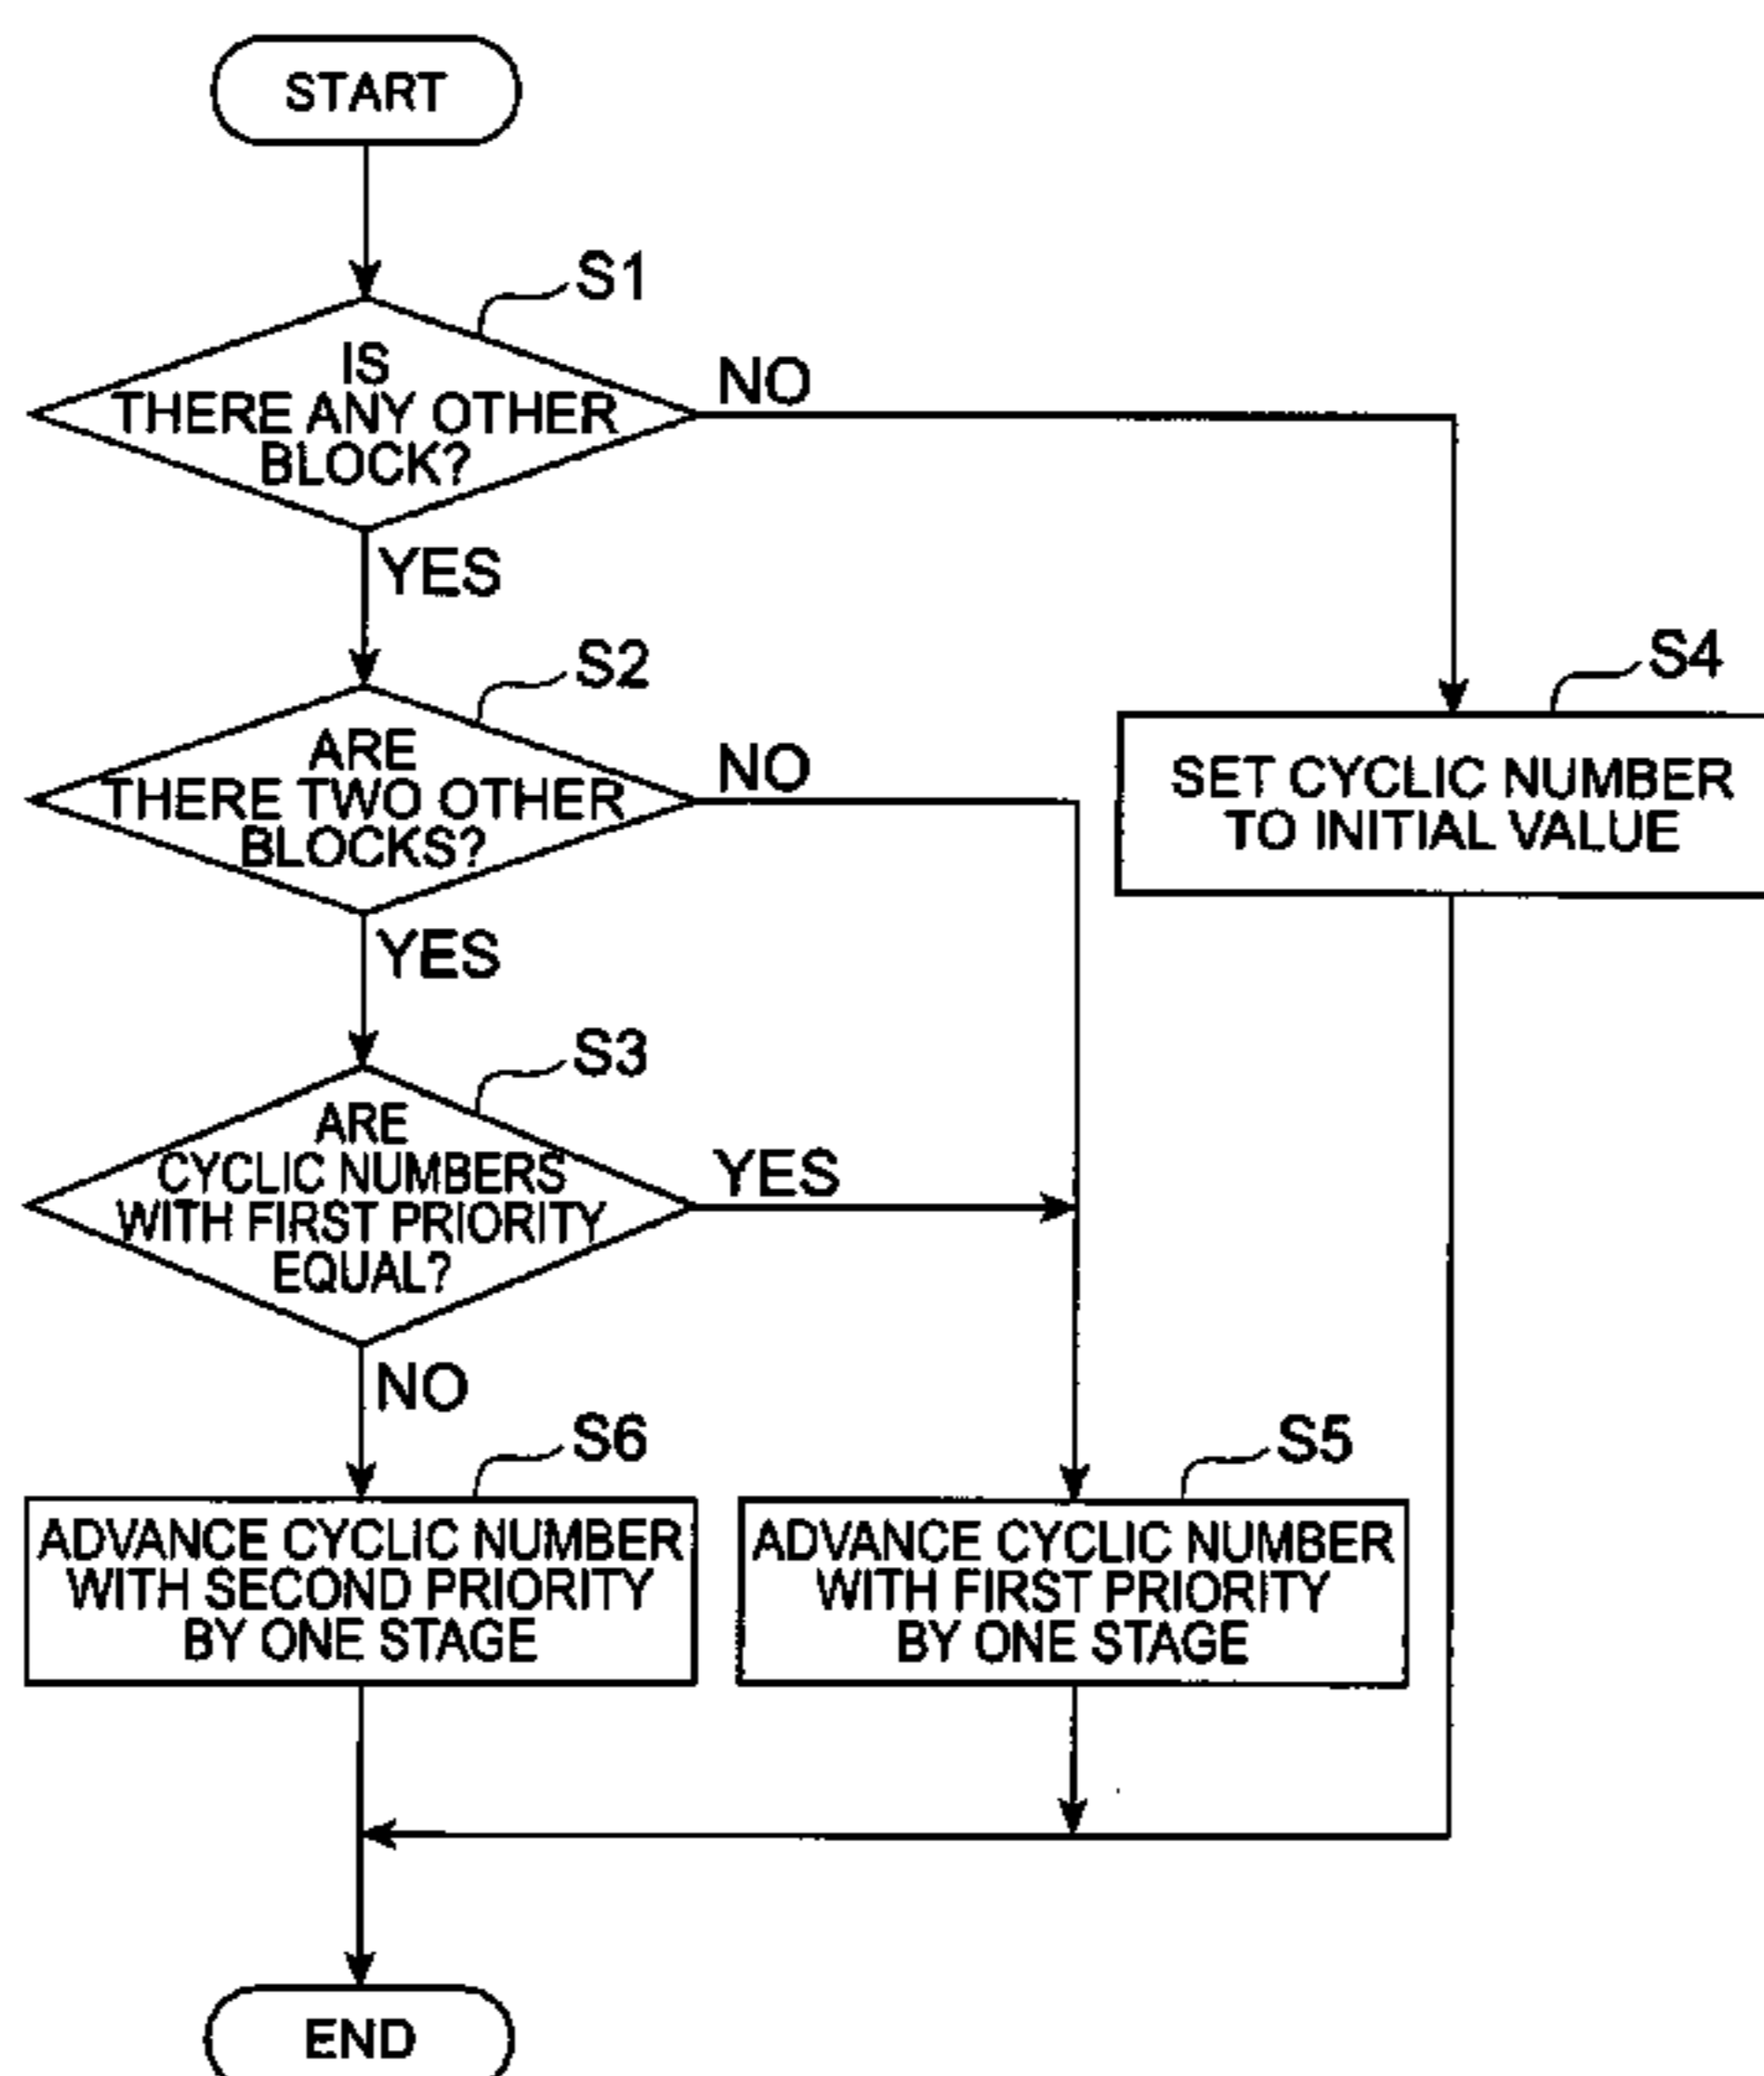 START
S1
IS
THERE ANY OTHER
BLOCK?
NO
YES
S2
ARE
THERE TWO OTHER
BLOCKS?
NO
S4
SET CYCLIC NUMBER
TO INITIAL VALUE
YES
S3
ARE
CYCLIC NUMBERS
WITH FIRST PRIORITY
EQUAL?
YES
NO
S6
ADVANCE CYCLIC NUMBER
WITH SECOND PRIORITY
BY ONE STAGE
S5
ADVANCE CYCLIC NUMBER
WITH FIRST PRIORITY
BY ONE STAGE
END